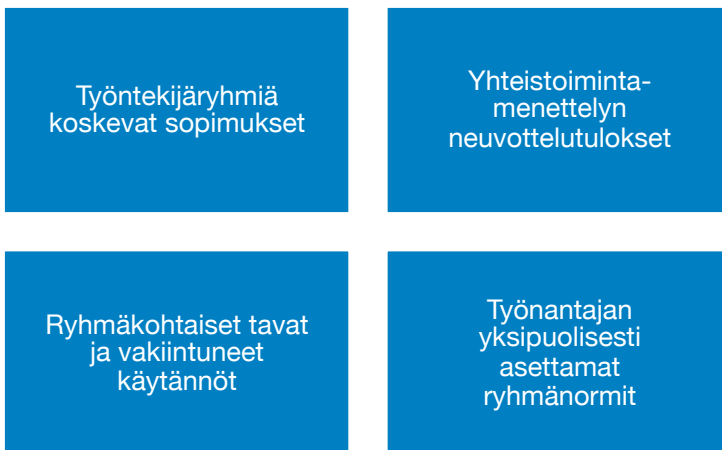 Työntekijäryhmiä
koskevat sopimukset
Yhteistoiminta-
menettelyn
neuvottelutulokset
Ryhmäkohtaiset tavat
ja vakiintuneet
käytännöt
Työnantajan
yksipuolisesti
asettamat
ryhmänormit